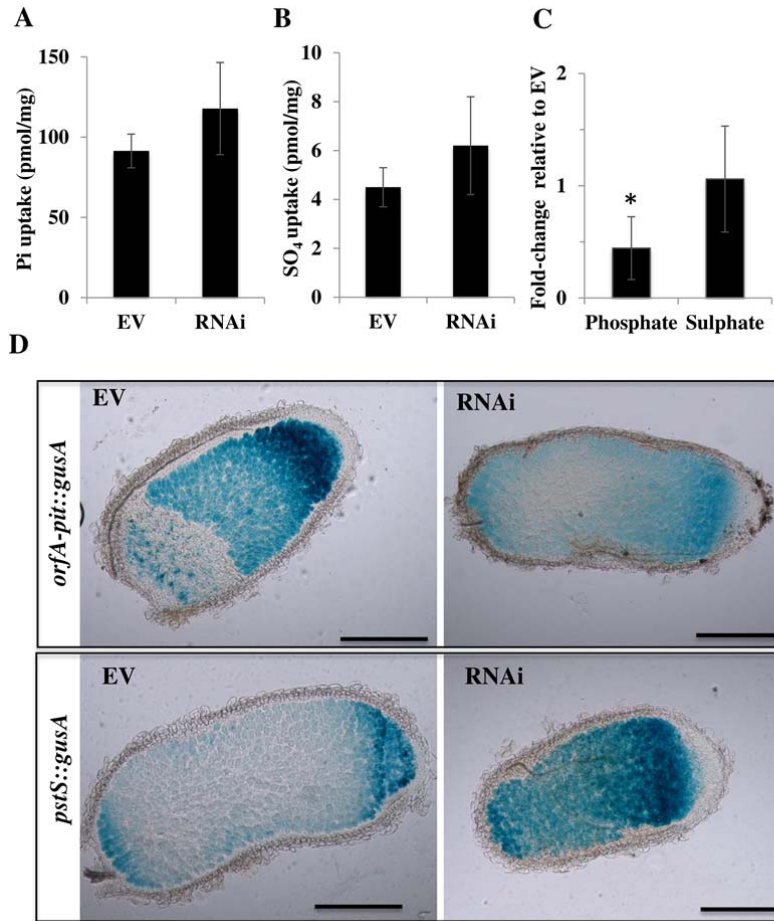 A
Pi uptake (pmol/mg)
150
100
50
0
EV RNAi
B
SO4 uptake (pmol/mg)
10
8
6
4
2
0
EV RNAi
C
Fold-change relative to EV
2
1
0
*
Phosphate Sulphate
D
orfA-pit::gusA
EV
RNAi
pstS::gusA
EV
RNAi